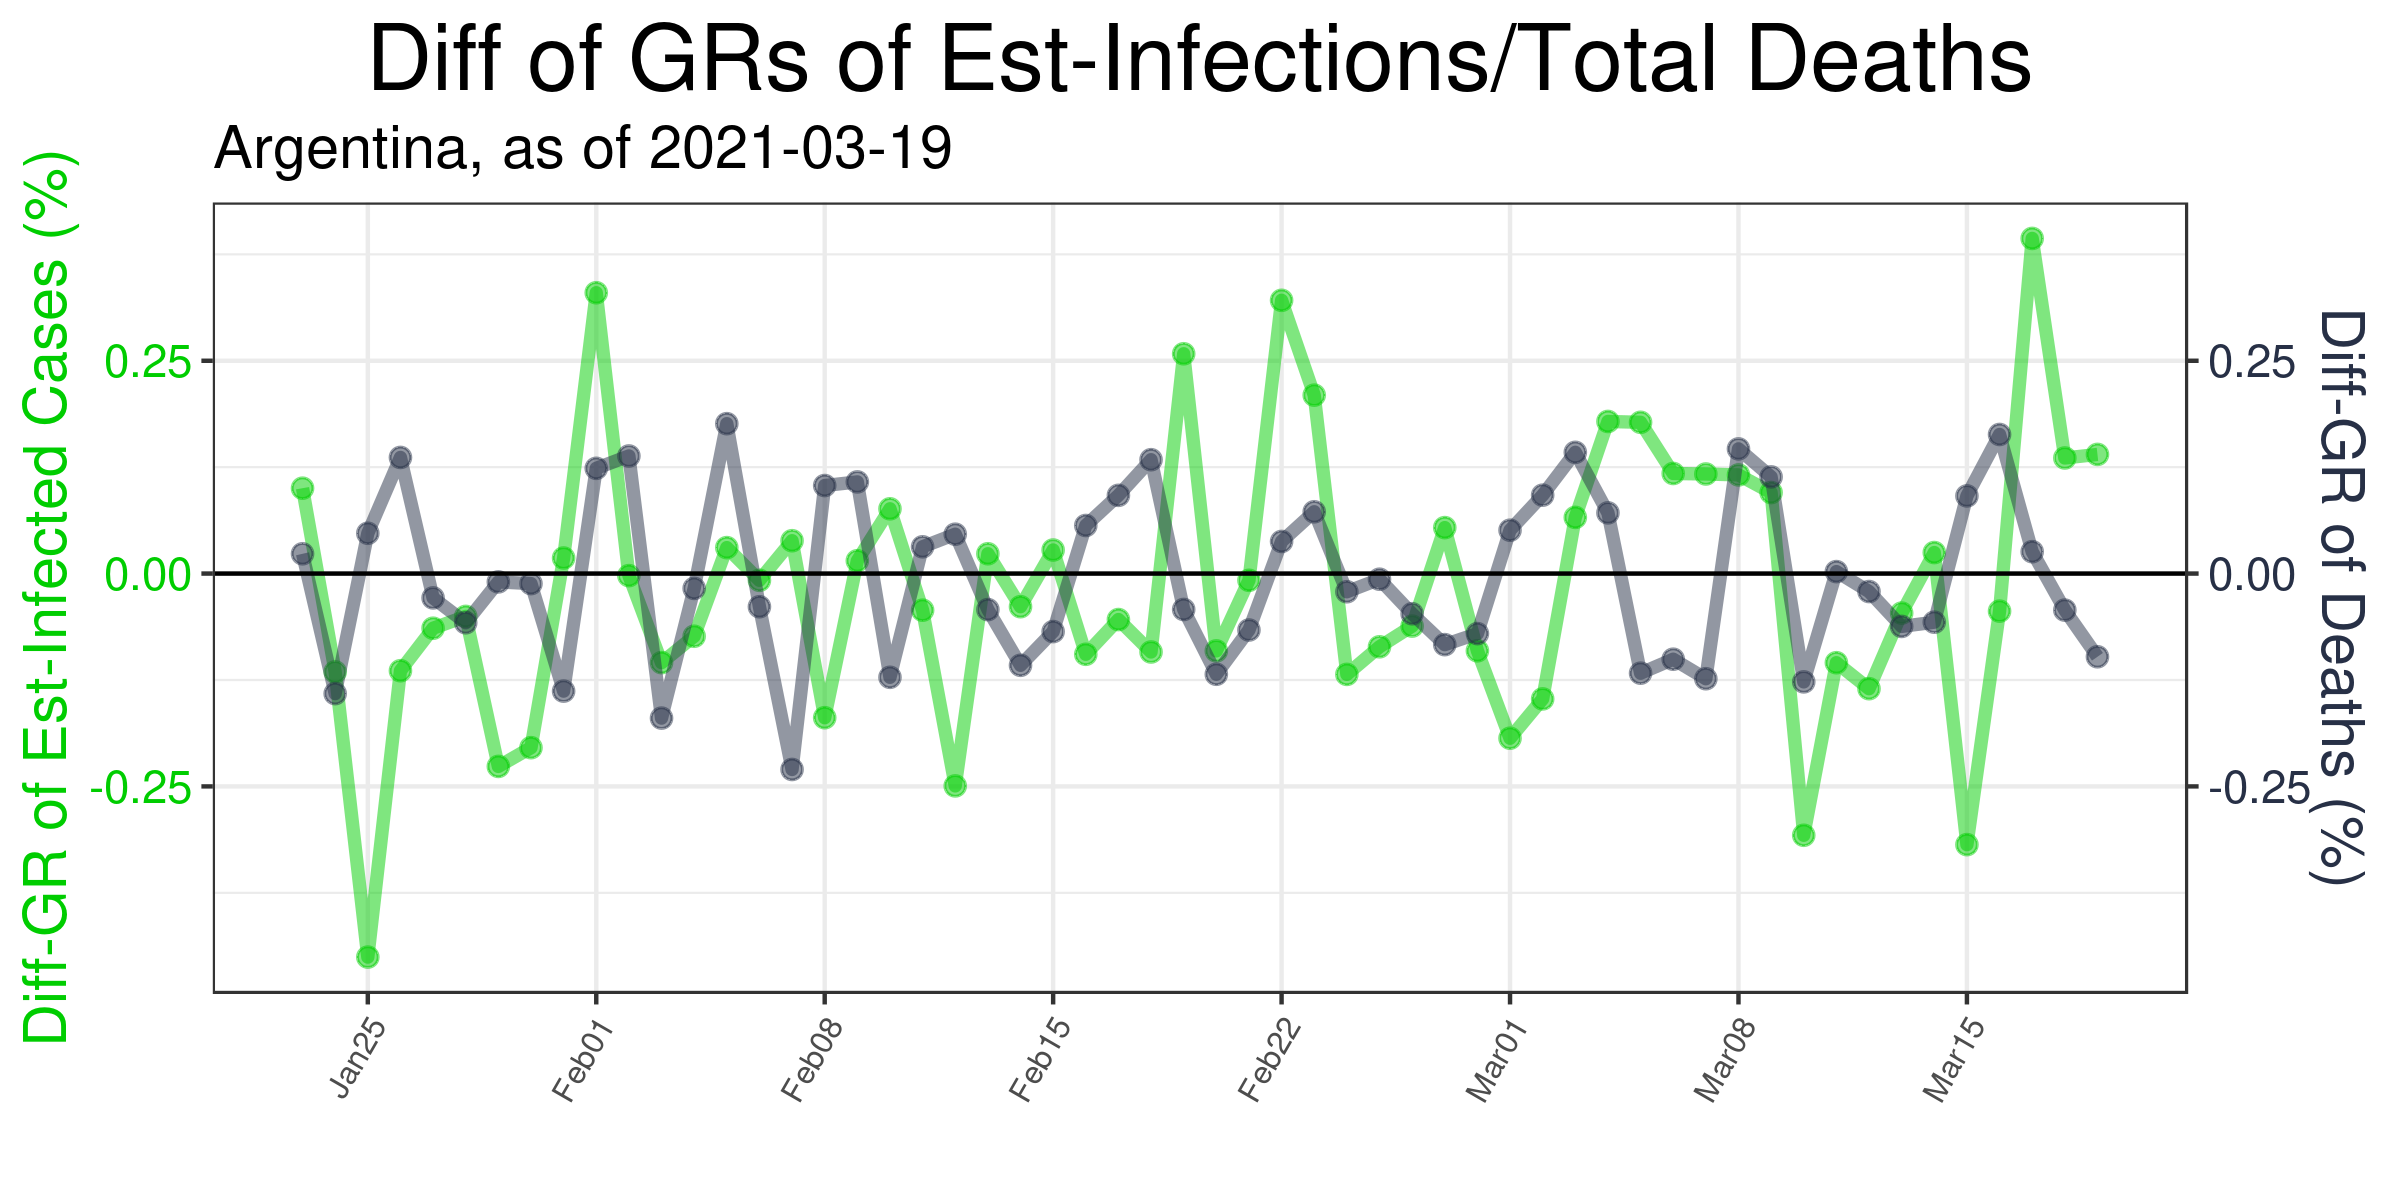 Diff of GRs of Est-Infections/Total Deaths
Argentina, as of 2021-03-19
Diff-GR of Est-Infected Cases (%)
0.25
0.00
-0.25
0.25
0.00
-0.25
Diff-GR of Deaths (%)
Jan25
Feb01
Feb08
Feb15
Feb22
Mar01
Mar08
Mar15